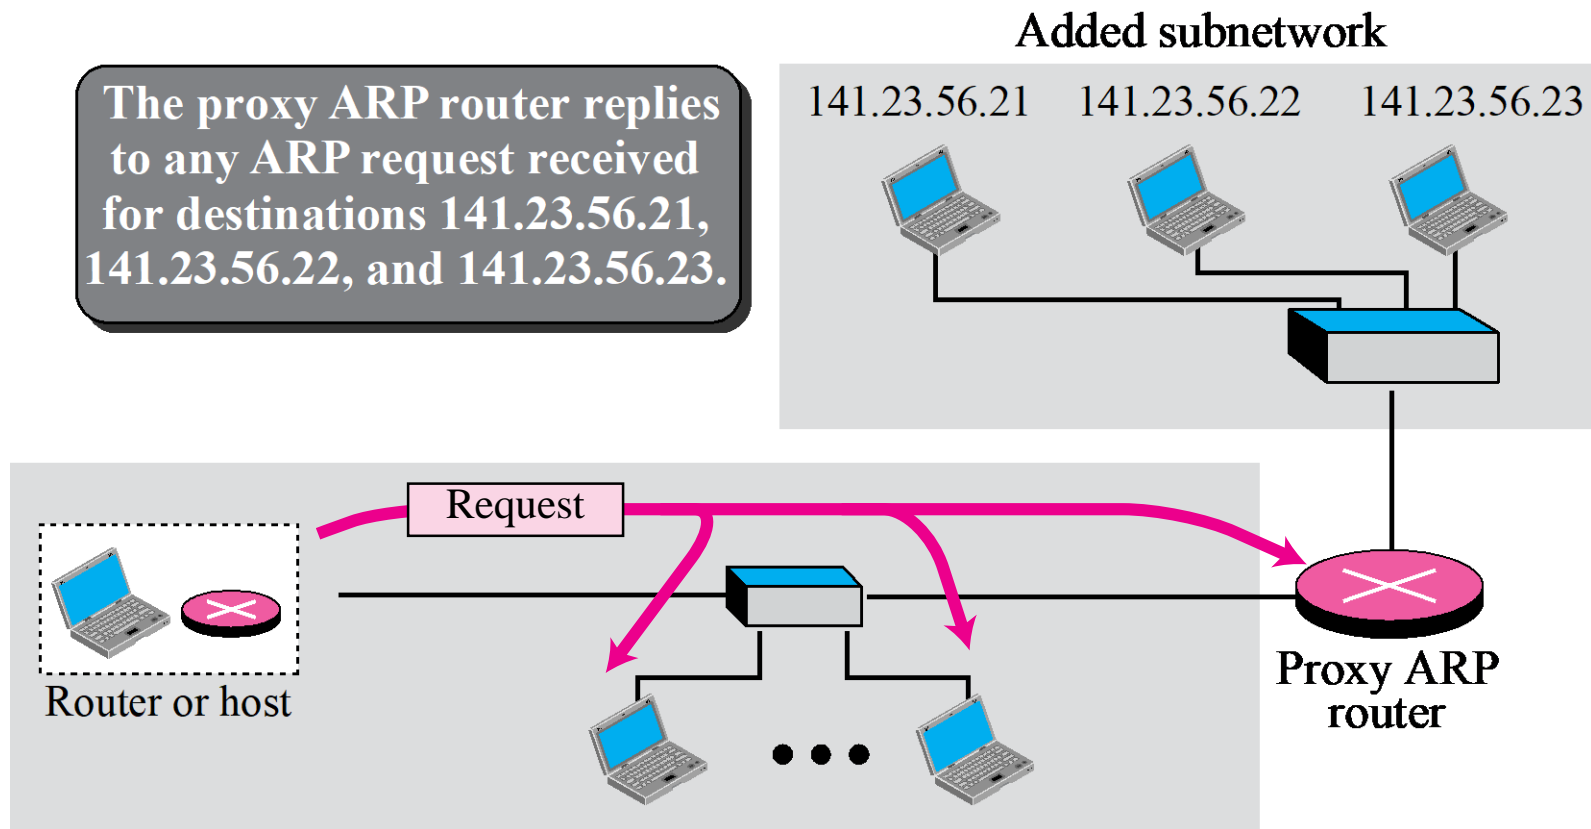 Added subnetwork
The proxy ARP router replies
to any ARP request received
for destinations 141.23.56.21,
141.23.56.22, and 141.23.56.23.
141.23.56.21 141.23.56.22 141.23.56.23
Request
Router or host
Proxy ARP
router